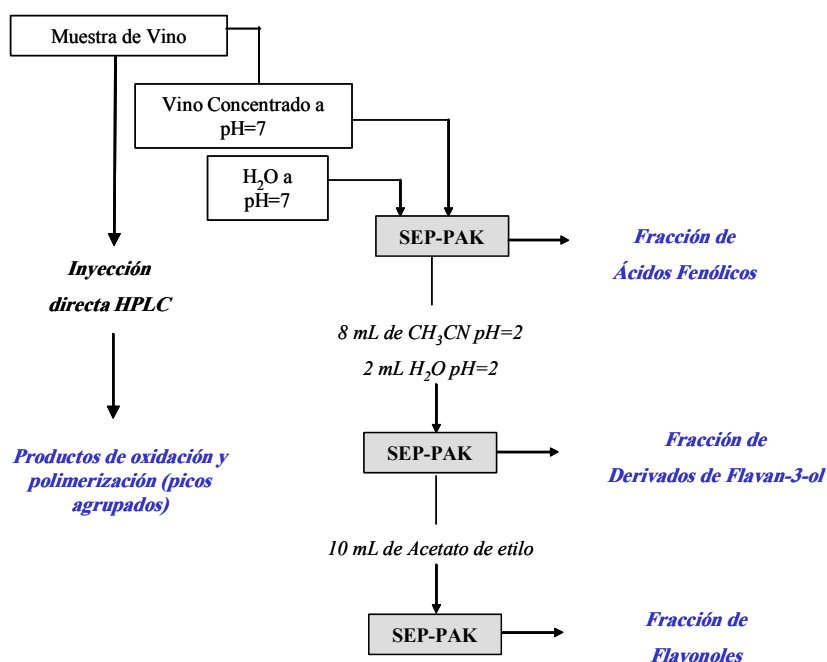 Muestra de Vino
Vino Concentrado a
pH=7
H₂O a
pH=7
SEP-PAK
Fracción de
Ácidos Fenólicos
Inyección
directa HPLC
8 mL de CH₃CN pH=2
2 mL H₂O pH=2
Productos de oxidación y
polimerización (picos
agrupados)
SEP-PAK
Fracción de
Derivados de Flavan-3-ol
10 mL de Acetato de etilo
SEP-PAK
Fracción de
Flavonoles